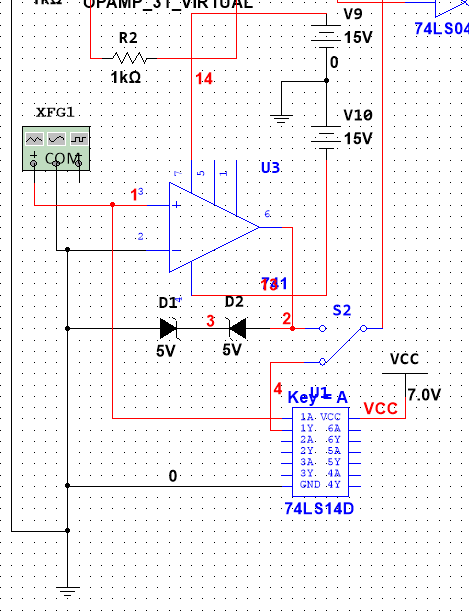 1kΩ
OPAMP_3T_VIRTUAL
V9
15V
74LS04
R2
1kΩ
0
14
XFG1
COM
V10
15V
U3
7
5
1
1
3
6
2
4
741
13
D1
D2
3
2
S2
5V
5V
VCC
7.0V
4
U1
Key = A
VCC
1A VCC
1Y 6A
2A 6Y
2Y 5A
3A 5Y
3Y 4A
GND 4Y
0
74LS14D